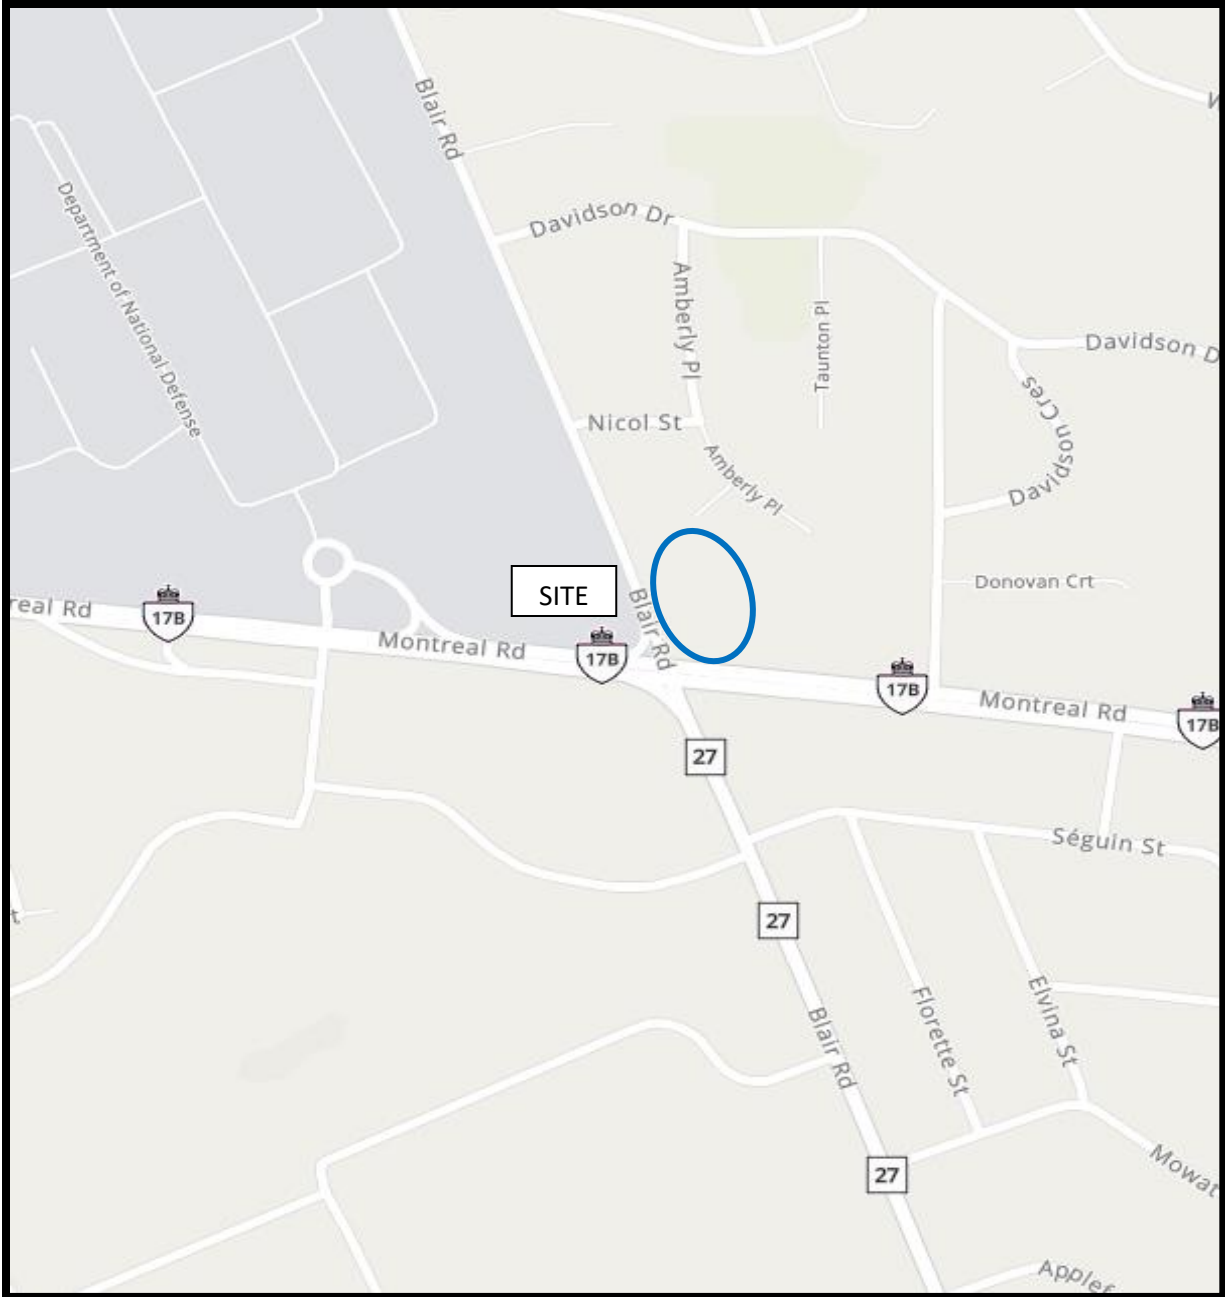 Blair Rd
Davidson Dr
Department of National Defense
Amberly Pl
Taunton Pl
Davidson D
Davidson Cres
Nicol St
Amberly Pl
Donovan Crt
SITE
Blair Rd
real Rd
17B
Montreal Rd
17B
17B
Montreal Rd
17B
27
Séguin St
27
Blair Rd
Florette St
Elvina St
27
Mowat
Applef